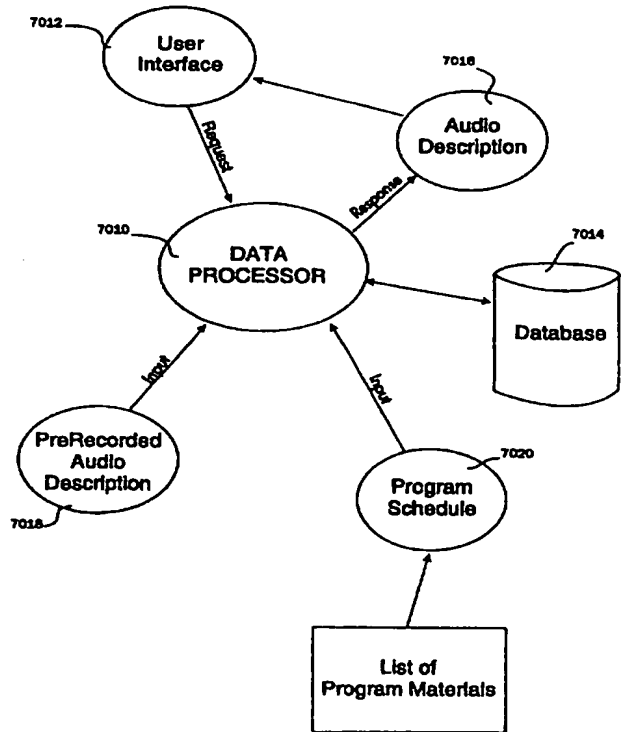 7012
User
Interface
7016
Audio
Description
Request
Response
7010
DATA
PROCESSOR
7014
Database
Input
Input
PreRecorded
Audio
Description
7018
7020
Program
Schedule
List of
Program Materials